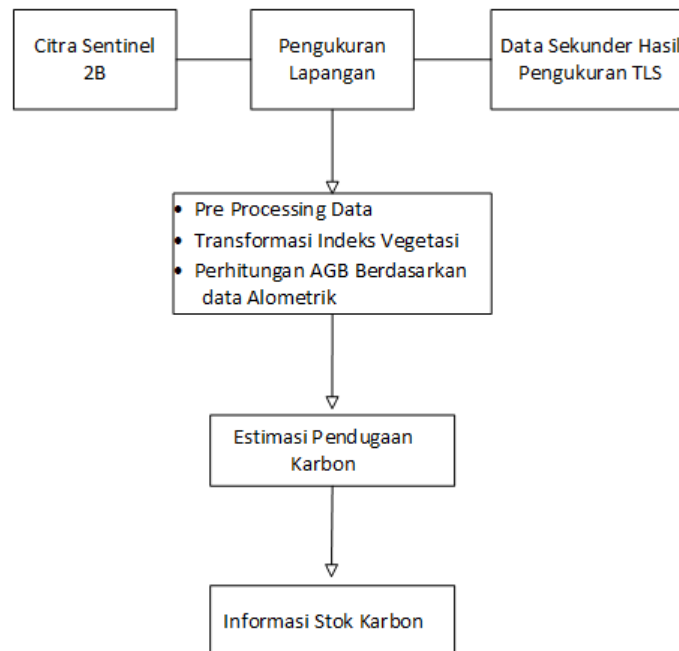 Citra Sentinel
2B
Pengukuran
Lapangan
Data Sekunder Hasil
Pengukuran TLS
• Pre Processing Data
• Transformasi Indeks Vegetasi
• Perhitungan AGB Berdasarkan
data Alometrik
Estimasi Pendugaan
Karbon
Informasi Stok Karbon